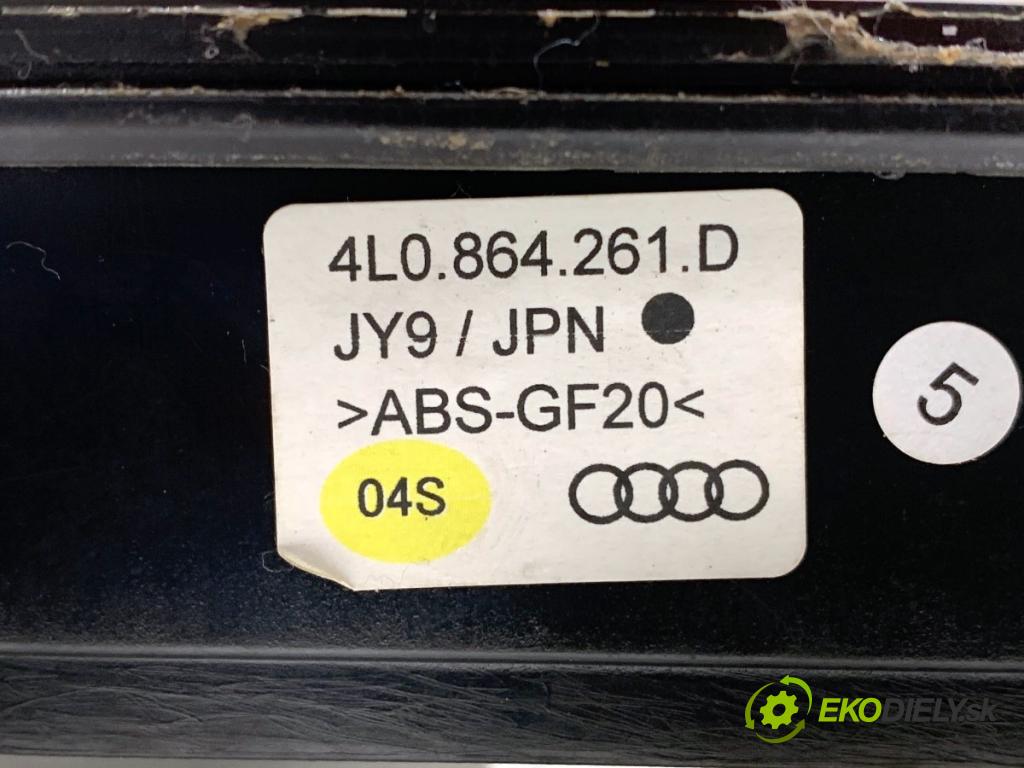 4L0.864.261.D
JY9 / JPN
>ABS-GF20<
04S
5
EKODIELY.sk